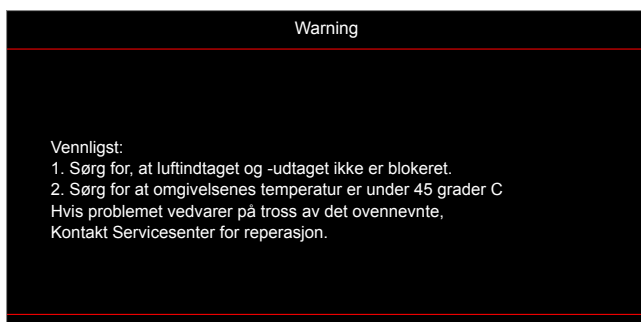 Warning
Vennligst:
1. Sørg for, at luftindtaget og -udtaget ikke er blokeret.
2. Sørg for at omgivelsenes temperatur er under 45 grader C
Hvis problemet vedvarer på tross av det ovennevnte,
Kontakt Servicesenter for reperasjon.